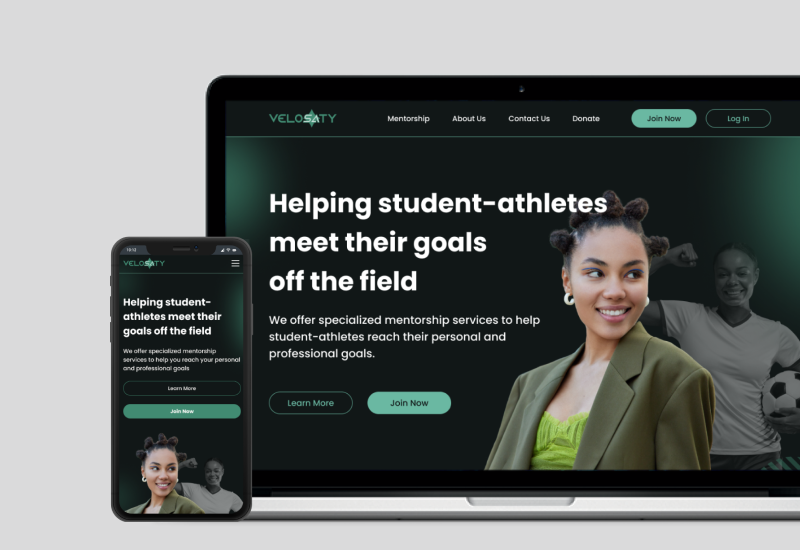 VELOSATY
Mentorship
About Us
Contact Us
Donate
Join Now
Log In
Helping student-athletes
meet their goals
off the field
We offer specialized mentorship services to help
student-athletes reach their personal and
professional goals.
Learn More
Join Now
VELOSATY
Helping student-
athletes meet their
goals off the field
We offer specialized mentorship
services to help you reach your personal
and professional goals
Learn More
Join Now